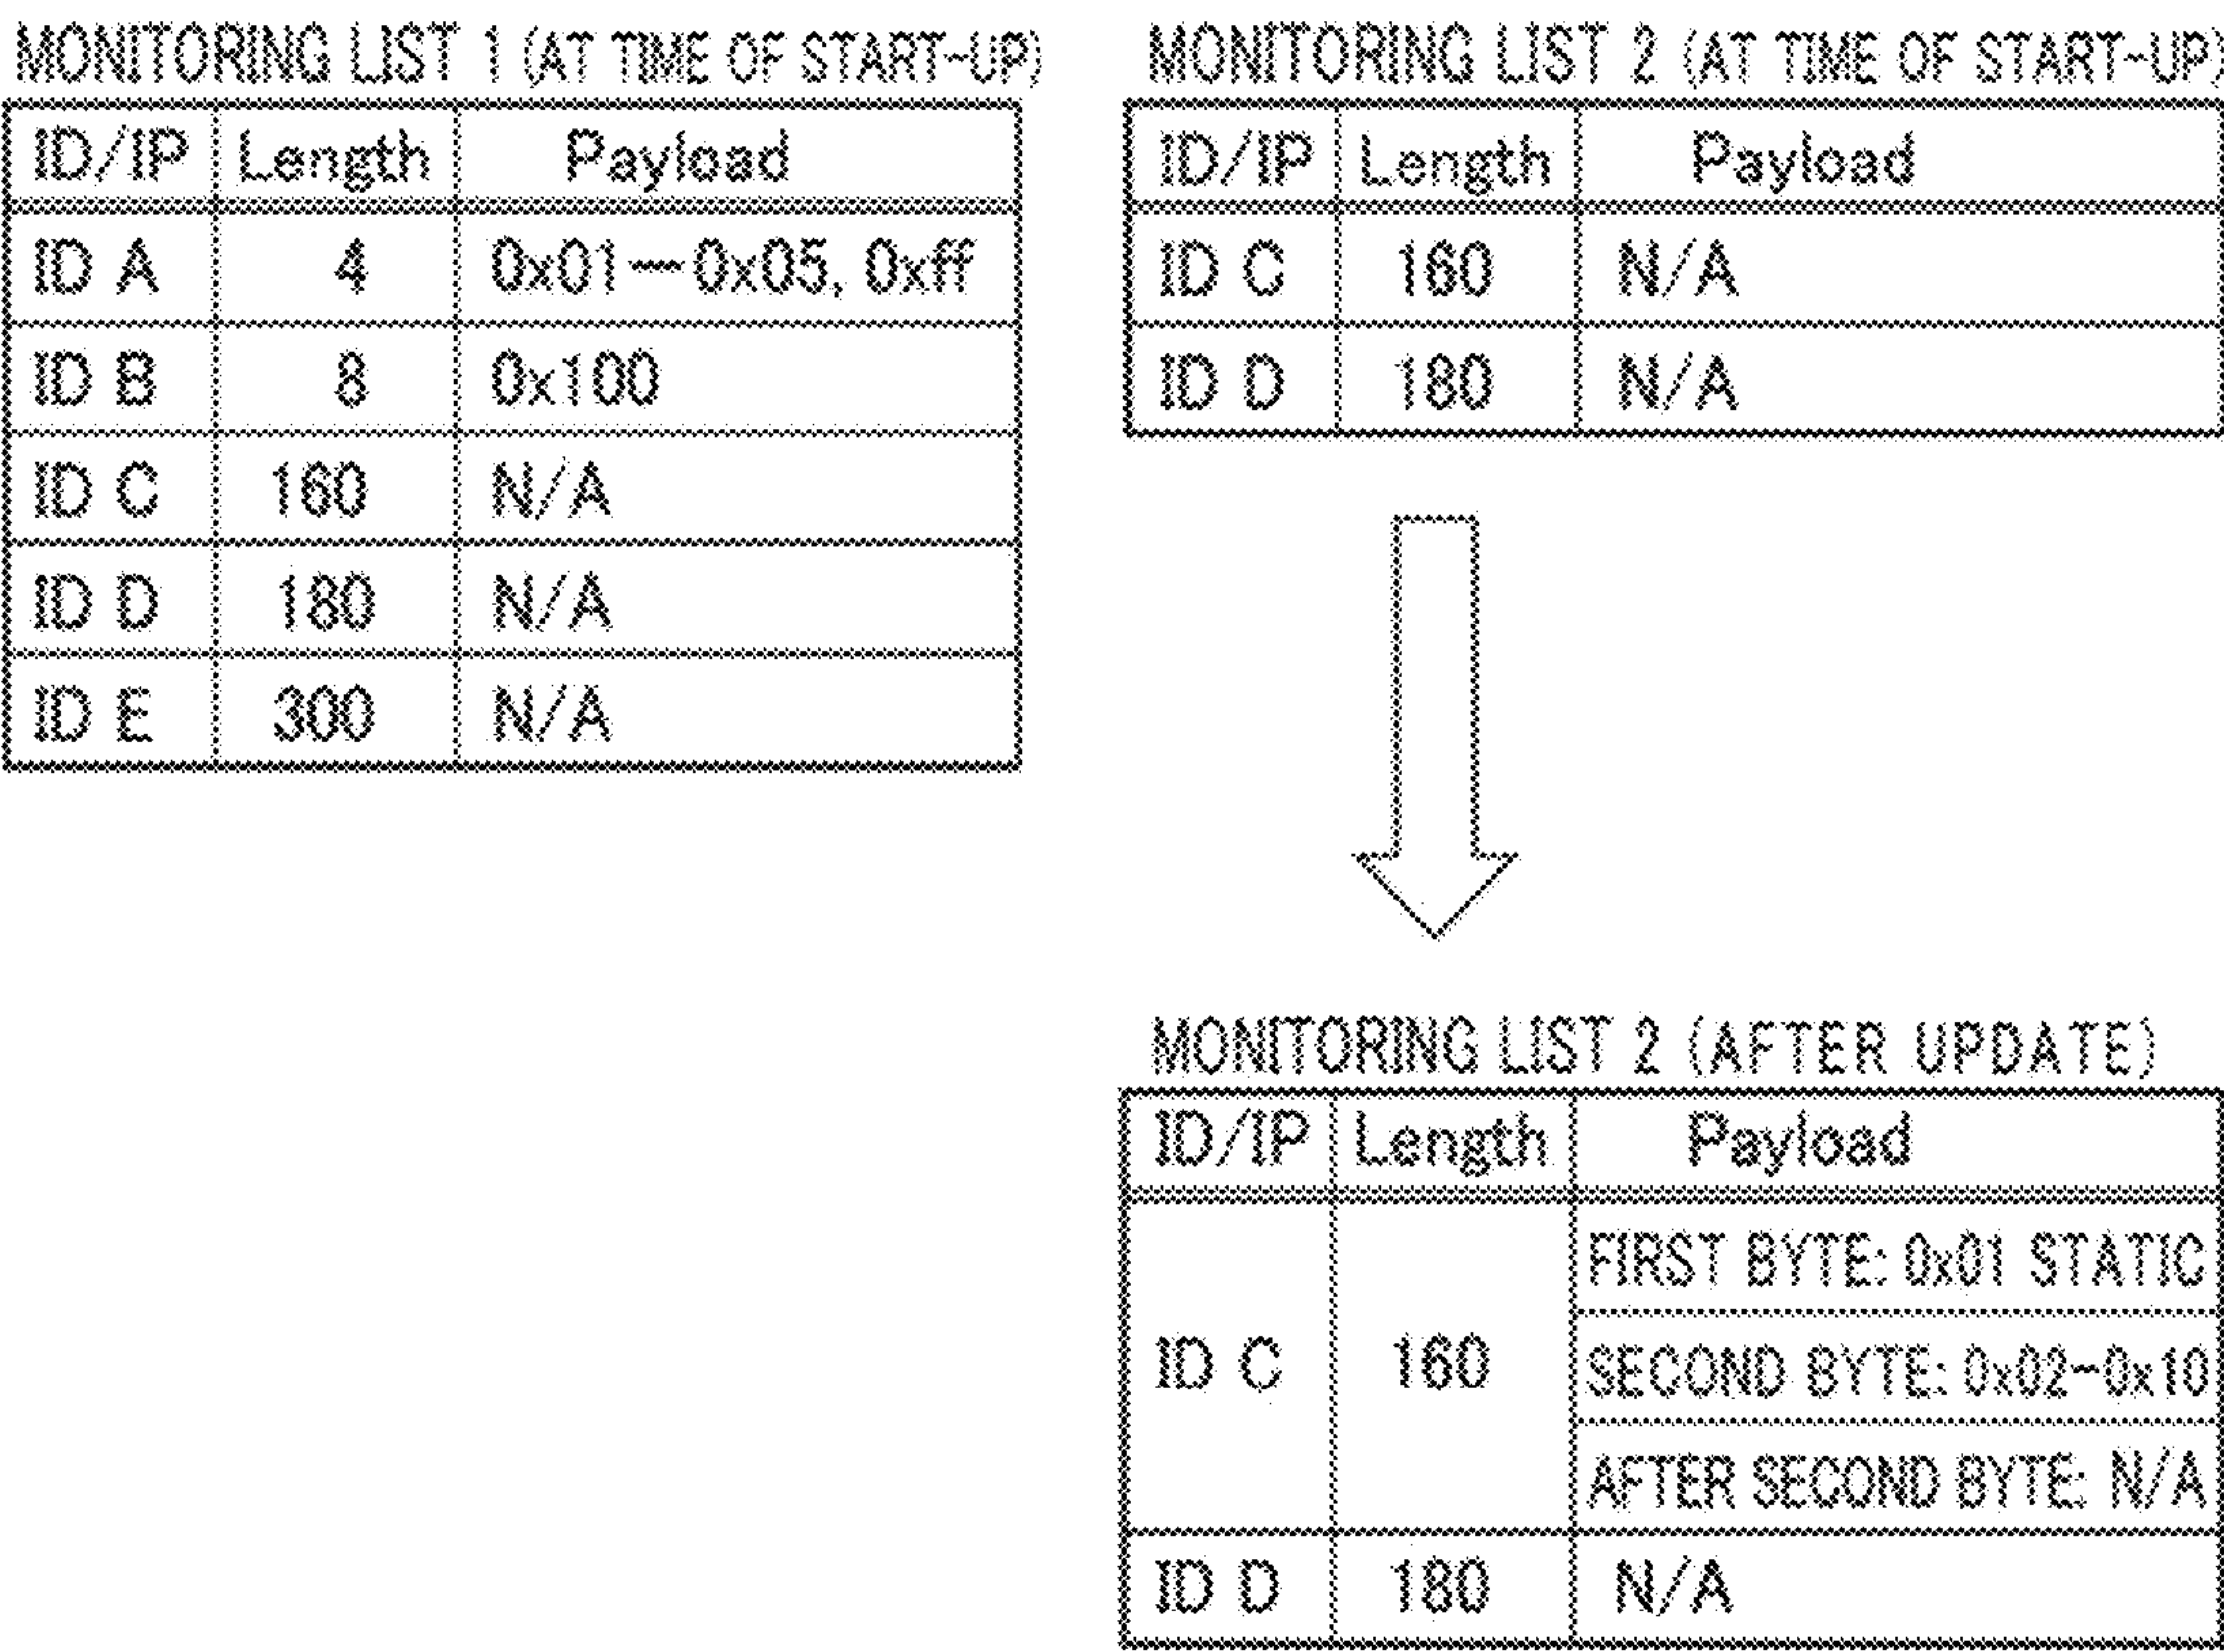 MONITORING LIST 1 (AT TIME OF START-UP)
ID/IP Length Payload
ID A 4 0x01—0x05, 0xff
ID B 8 0x100
ID C 160 N/A
ID D 180 N/A
ID E 300 N/A
MONITORING LIST 2 (AT TIME OF START-UP)
ID/IP Length Payload
ID C 160 N/A
ID D 180 N/A
MONITORING LIST 2 (AFTER UPDATE)
ID/IP Length Payload
FIRST BYTE: 0x01 STATIC
ID C 160 SECOND BYTE: 0x02-0x10
AFTER SECOND BYTE: N/A
ID D 180 N/A